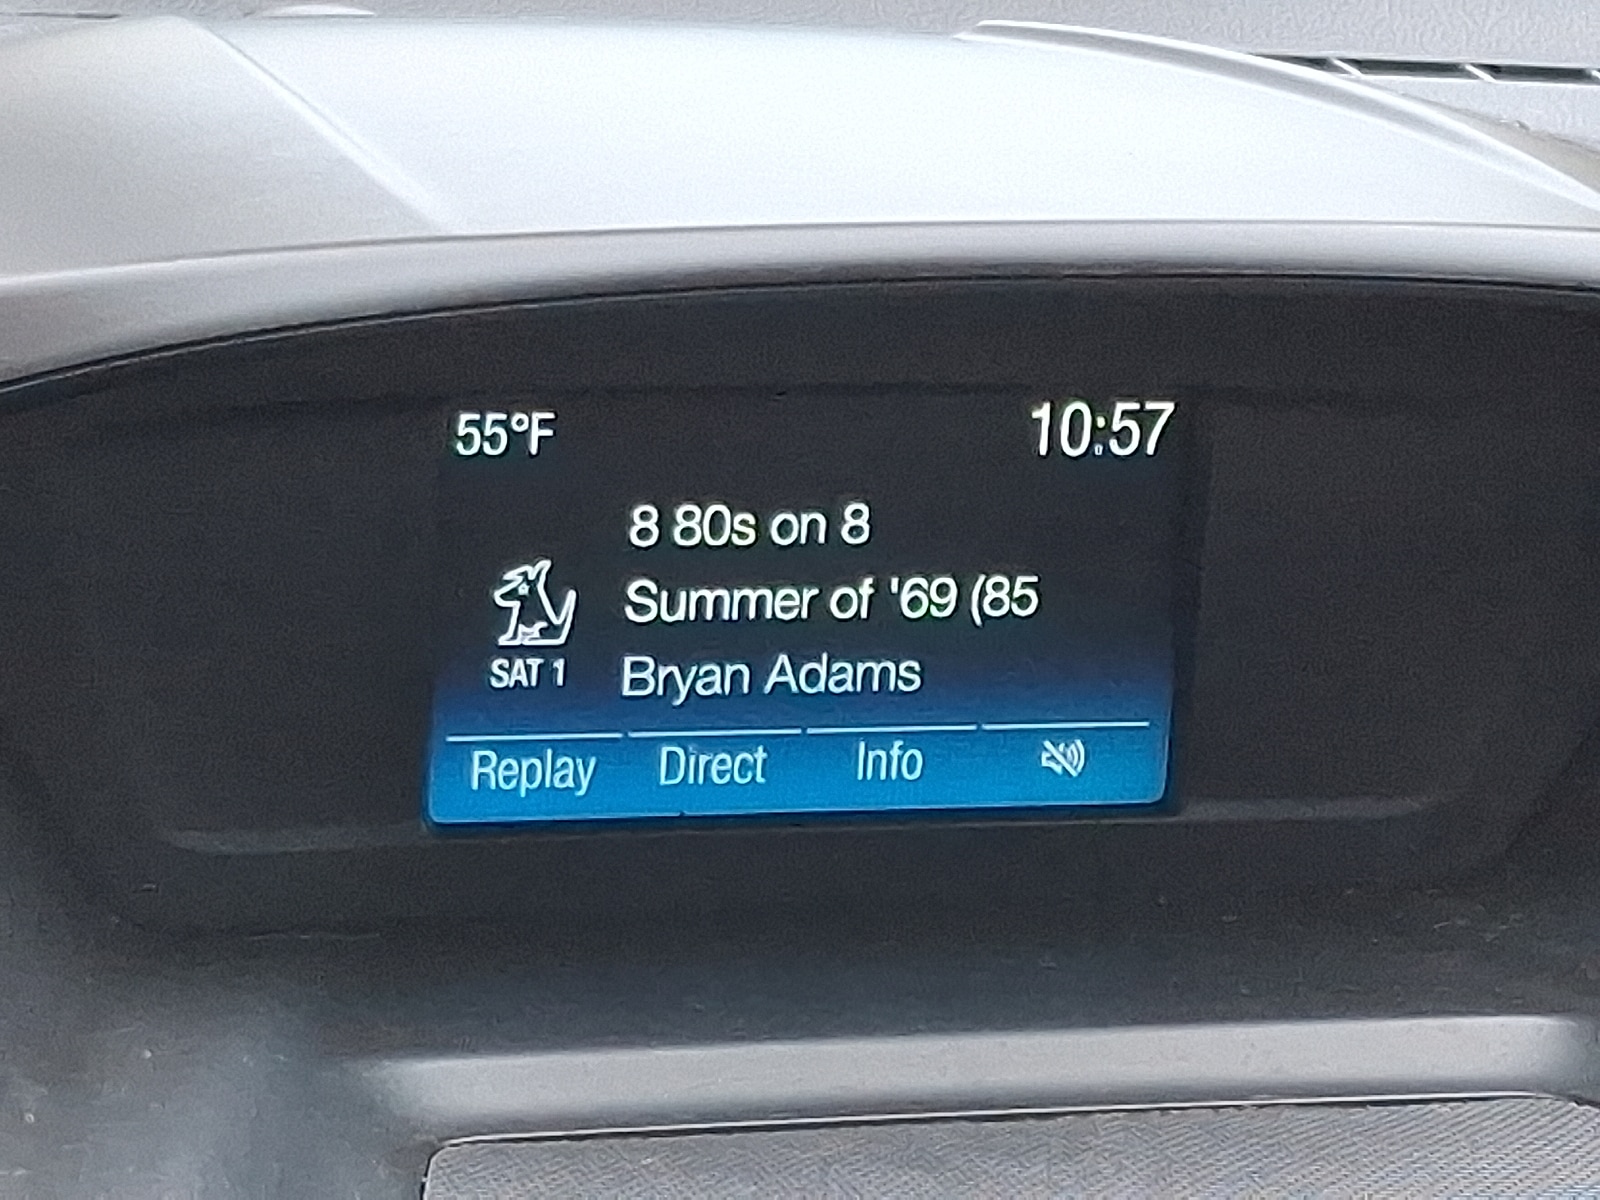 55°F 10:57
8 80s on 8
Summer of '69 (85
SAT 1 Bryan Adams
Replay Direct Info